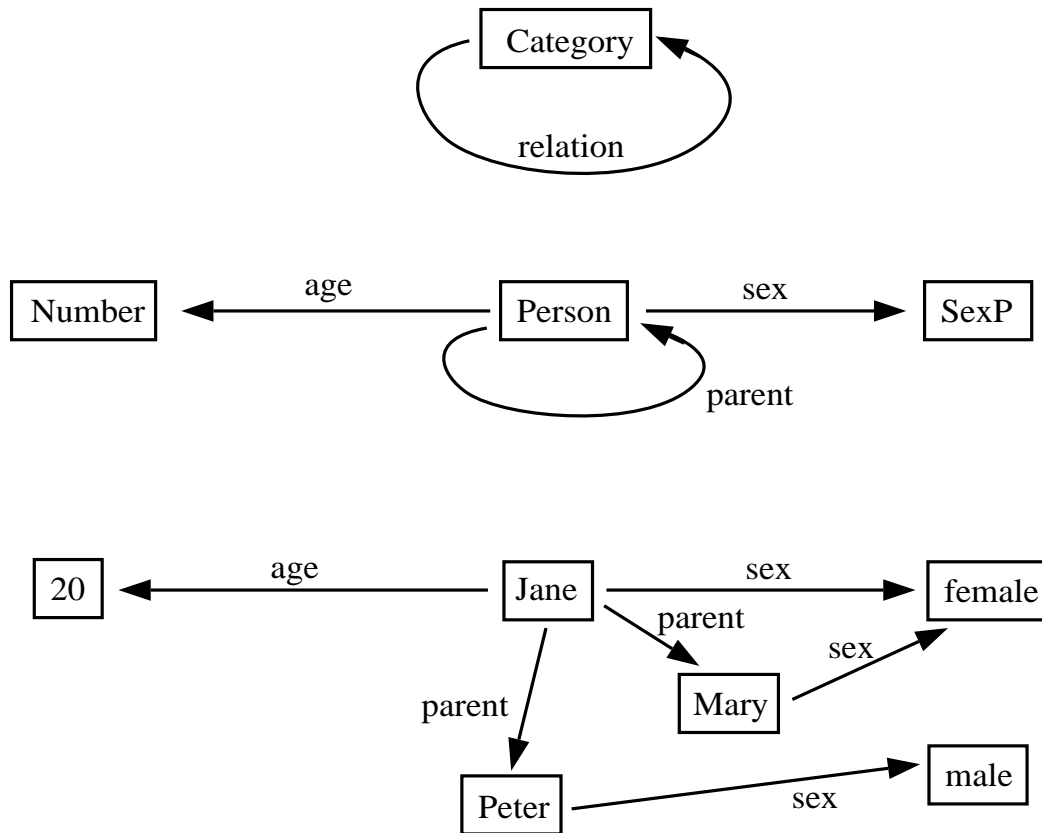 Category
relation
age
sex
Number
Person
SexP
parent
age
sex
20
Jane
female
parent
sex
parent
Mary
male
Peter
sex